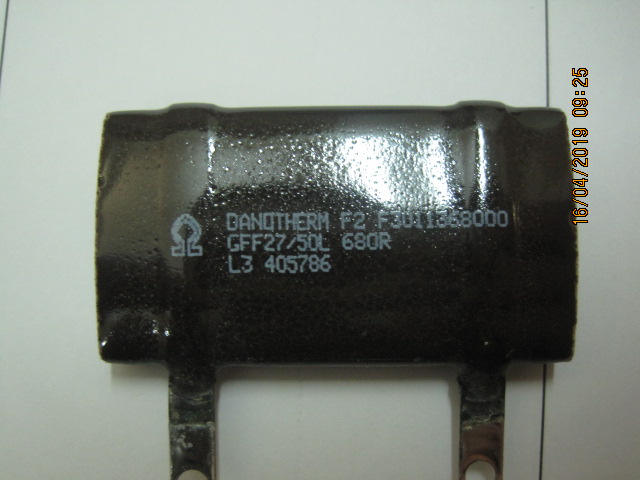 DANOTHERM F2 F3011368000
GFF27/50L 680R
L3 405786
16/04/2019 09:25